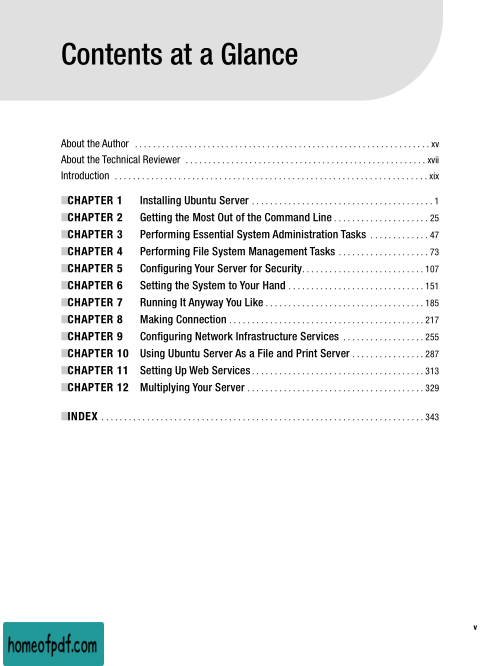 Contents at a Glance
About the Author . . . . . . . . . . . . . . . . . . . . . . . . . . . . . . . . . . . . . . . . . . . . . . . . . . . . . . . . . . . . . . . . . . xv
About the Technical Reviewer . . . . . . . . . . . . . . . . . . . . . . . . . . . . . . . . . . . . . . . . . . . . . . . . . . . . . . . xvii
Introduction . . . . . . . . . . . . . . . . . . . . . . . . . . . . . . . . . . . . . . . . . . . . . . . . . . . . . . . . . . . . . . . . . . . . . . xix
■CHAPTER 1 Installing Ubuntu Server . . . . . . . . . . . . . . . . . . . . . . . . . . . . . . . . . . . . . . . . 1
■CHAPTER 2 Getting the Most Out of the Command Line . . . . . . . . . . . . . . . . . . . . . 25
■CHAPTER 3 Performing Essential System Administration Tasks . . . . . . . . . . . . . 47
■CHAPTER 4 Performing File System Management Tasks . . . . . . . . . . . . . . . . . . . . 73
■CHAPTER 5 Configuring Your Server for Security. . . . . . . . . . . . . . . . . . . . . . . . . . . 107
■CHAPTER 6 Setting the System to Your Hand . . . . . . . . . . . . . . . . . . . . . . . . . . . . . . 151
■CHAPTER 7 Running It Anyway You Like . . . . . . . . . . . . . . . . . . . . . . . . . . . . . . . . . . . 185
■CHAPTER 8 Making Connection . . . . . . . . . . . . . . . . . . . . . . . . . . . . . . . . . . . . . . . . . . . 217
■CHAPTER 9 Configuring Network Infrastructure Services . . . . . . . . . . . . . . . . . . 255
■CHAPTER 10 Using Ubuntu Server As a File and Print Server . . . . . . . . . . . . . . . . 287
■CHAPTER 11 Setting Up Web Services . . . . . . . . . . . . . . . . . . . . . . . . . . . . . . . . . . . . . . 313
■CHAPTER 12 Multiplying Your Server . . . . . . . . . . . . . . . . . . . . . . . . . . . . . . . . . . . . . . . 329
■INDEX . . . . . . . . . . . . . . . . . . . . . . . . . . . . . . . . . . . . . . . . . . . . . . . . . . . . . . . . . . . . . . . . . . . . . . . 343
v
homeofpdf.com